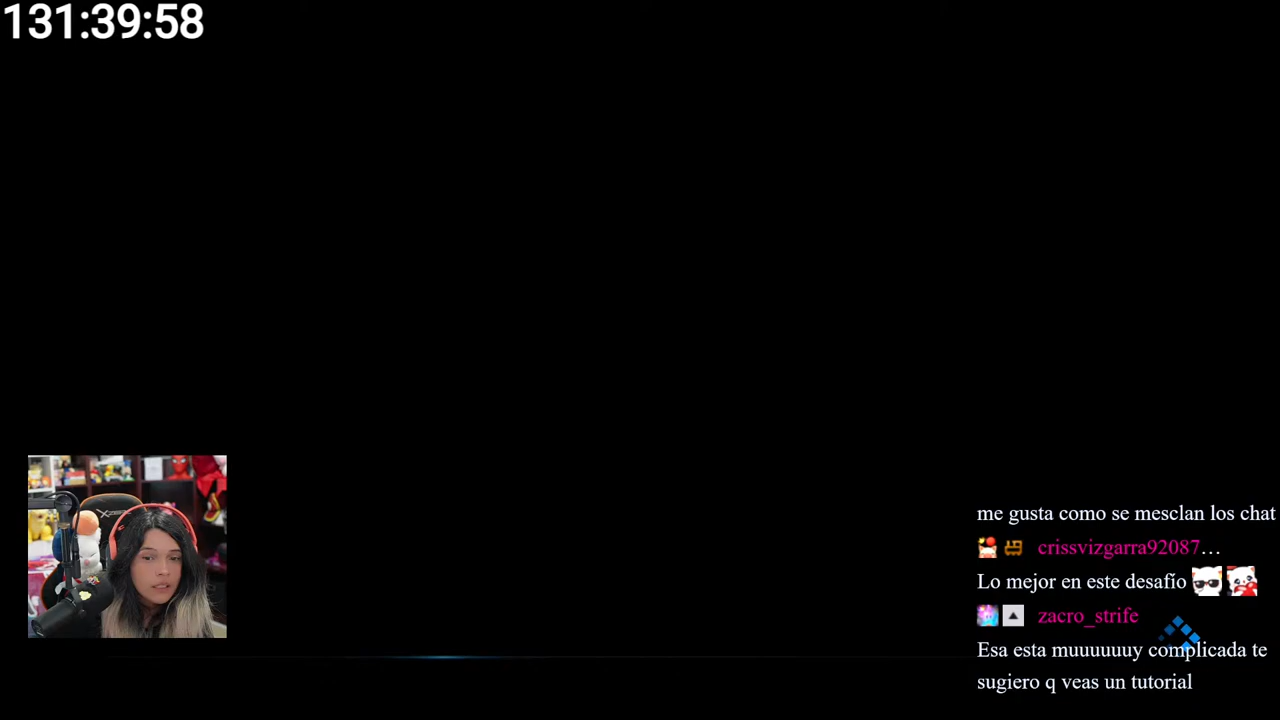 131:39:58
me gusta como se mesclan los chat
crissvizgarra92087…
Lo mejor en este desafío
zacro_strife
Esa esta muuuuuuy complicada te
sugiero q veas un tutorial